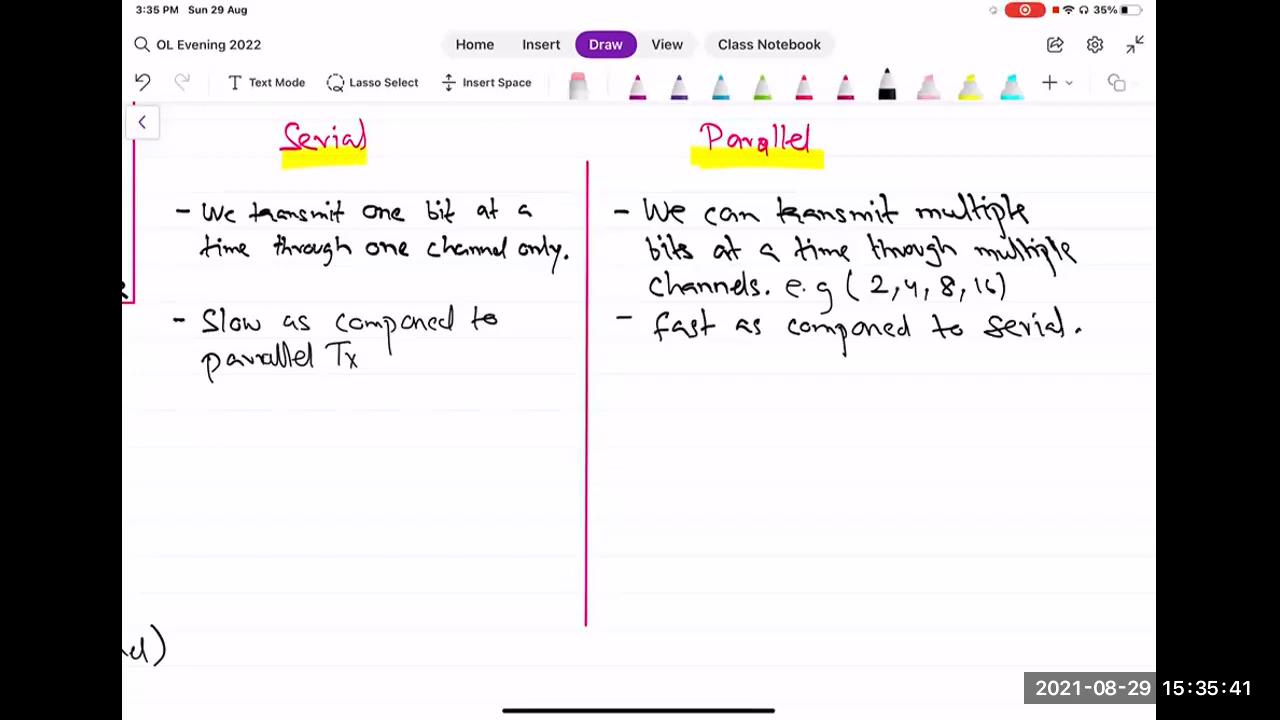 3:35 PM Sun 29 Aug
35%
OL Evening 2022
Home Insert Draw View Class Notebook
Text Mode Lasso Select Insert Space
Serial
- We transmit one bit at a
time through one channel only.
- Slow as compared to
parallel Tx
Parallel
- We can transmit multiple
bits at a time through multiple
channels. e.g ( 2, 4, 8, 16)
- fast as compared to serial.
2021-08-29 15:35:41